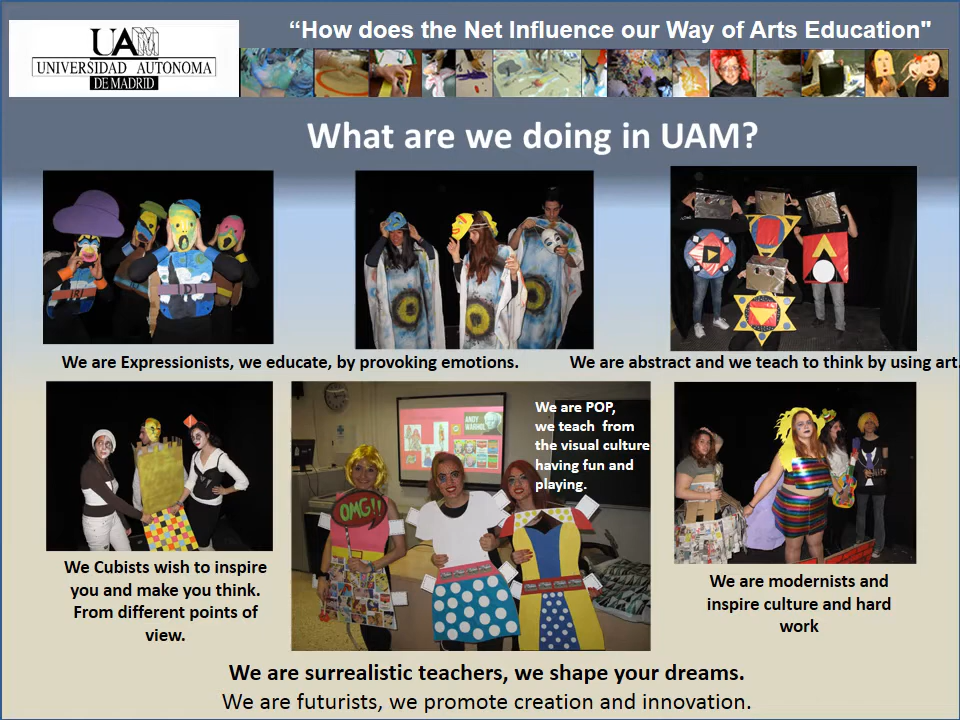 UAM
UNIVERSIDAD AUTONOMA
DE MADRID
“How does the Net Influence our Way of Arts Education"
What are we doing in UAM?
We are Expressionists, we educate, by provoking emotions.
We are abstract and we teach to think by using art.
We are POP,
we teach from
the visual culture
having fun and
playing.
ANDY
WARHOL
OMG!!
We Cubists wish to inspire
you and make you think.
From different points of
view.
We are modernists and
inspire culture and hard
work
We are surrealistic teachers, we shape your dreams.
We are futurists, we promote creation and innovation.